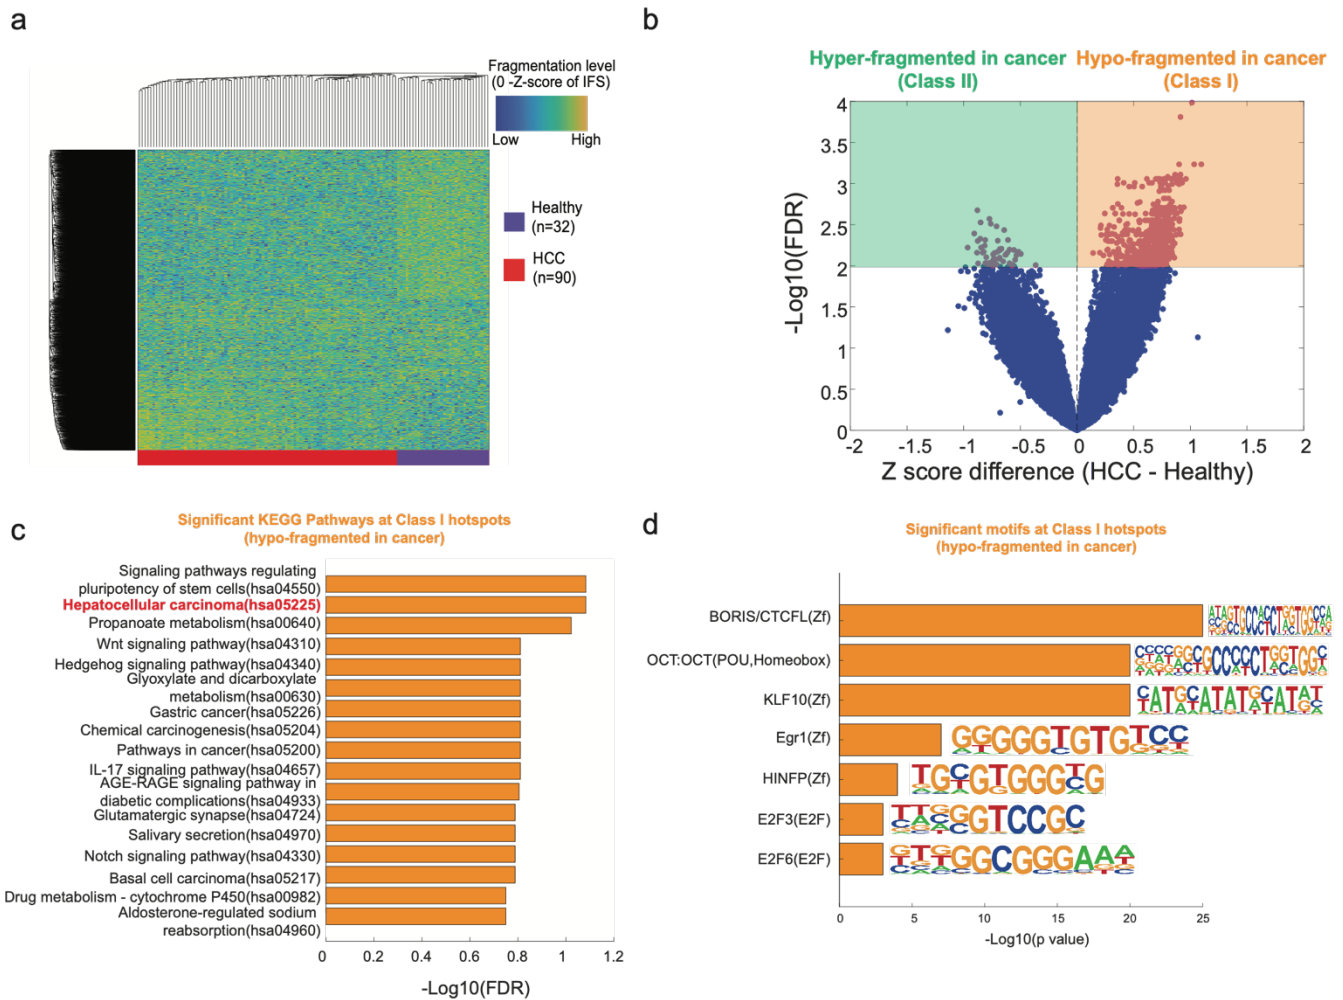 a
Fragmentation level
(0 -Z-score of IFS)
Low
High
Healthy
(n=32)
HCC
(n=90)
b
Hyper-fragmented in cancer
(Class II)
Hypo-fragmented in cancer
(Class I)
4
3.5
3
2.5
2
1.5
1
0.5
0
-Log10(FDR)
-2
-1.5
-1
-0.5
0
0.5
1
1.5
2
Z score difference (HCC - Healthy)
c
Significant KEGG Pathways at Class I hotspots
(hypo-fragmented in cancer)
Signaling pathways regulating
pluripotency of stem cells(hsa04550)
Hepatocellular carcinoma(hsa05225)
Propanoate metabolism(hsa00640)
Wnt signaling pathway(hsa04310)
Hedgehog signaling pathway(hsa04340)
Glyoxylate and dicarboxylate
metabolism(hsa00630)
Gastric cancer(hsa05226)
Chemical carcinogenesis(hsa05204)
Pathways in cancer(hsa05200)
IL-17 signaling pathway(hsa04657)
AGE-RAGE signaling pathway in
diabetic complications(hsa04933)
Glutamatergic synapse(hsa04724)
Salivary secretion(hsa04970)
Notch signaling pathway(hsa04330)
Basal cell carcinoma(hsa05217)
Drug metabolism - cytochrome P450(hsa00982)
Aldosterone-regulated sodium
reabsorption(hsa04960)
0
0.2
0.4
0.6
0.8
1
1.2
-Log10(FDR)
d
Significant motifs at Class I hotspots
(hypo-fragmented in cancer)
BORIS/CTCFL(Zf)
OCT:OCT(POU,Homeobox)
KLF10(Zf)
Egr1(Zf)
HINFP(Zf)
E2F3(E2F)
E2F6(E2F)
0
5
10
15
20
25
-Log10(p value)